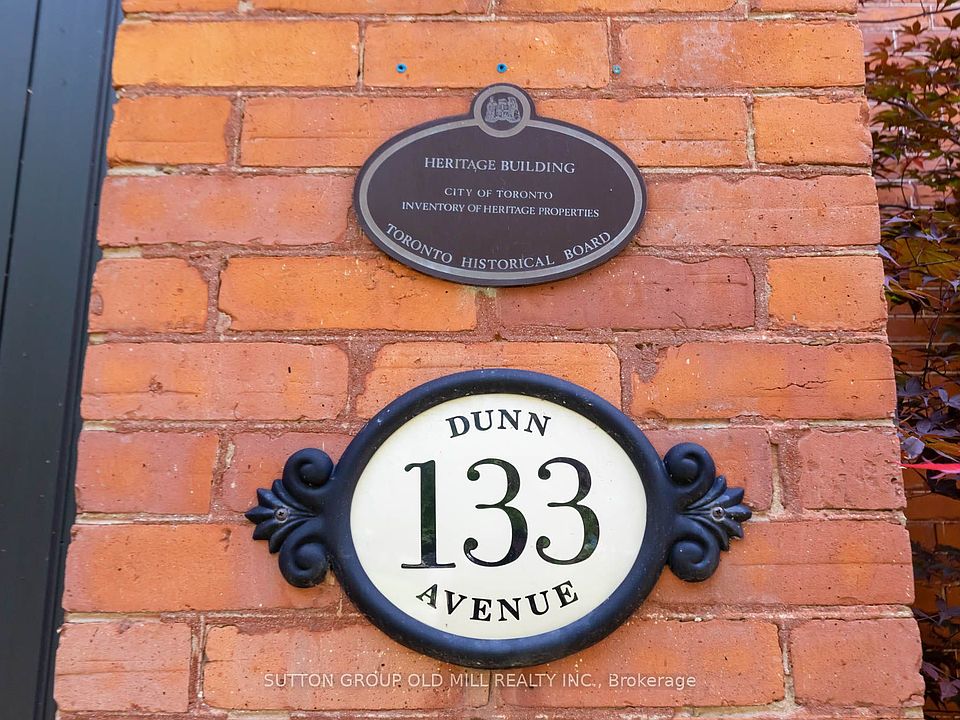 HERITAGE BUILDING
CITY OF TORONTO
INVENTORY OF HERITAGE PROPERTIES
TORONTO HISTORICAL BOARD
DUNN
133
AVENUE
SUTTON GROUP OLD MILL REALTY INC., Brokerage